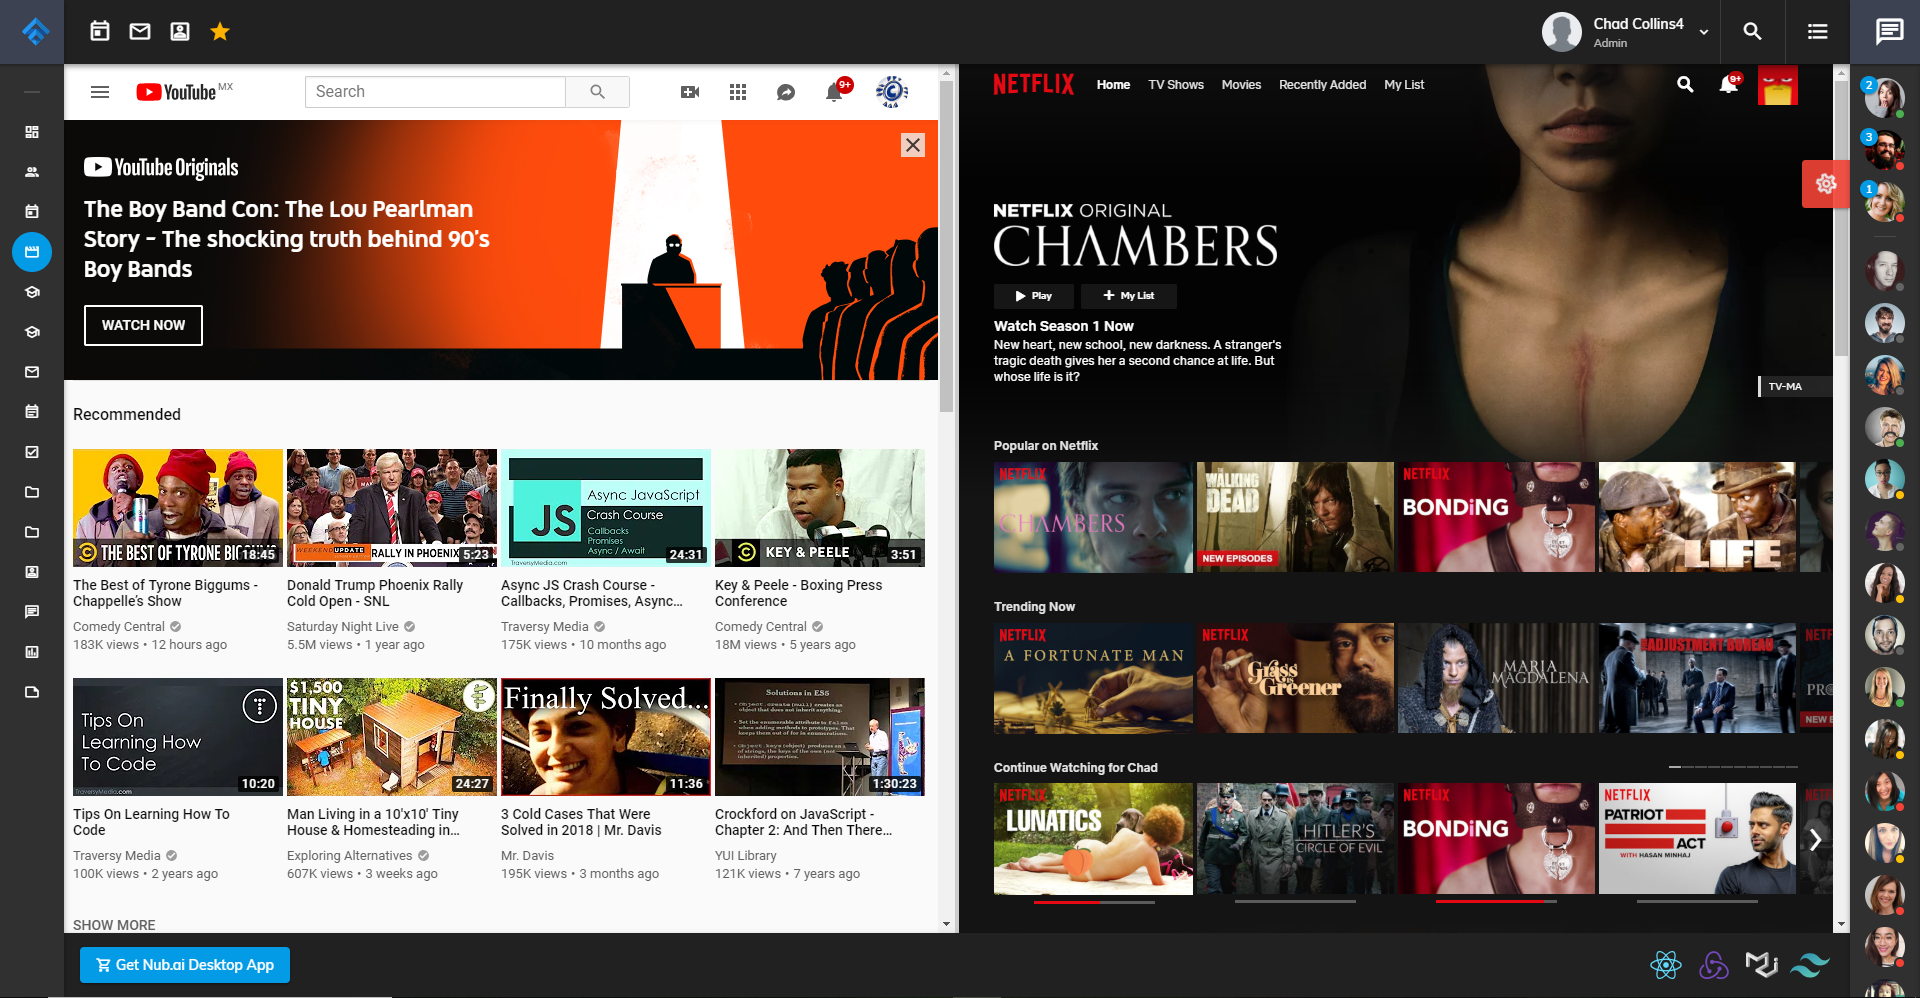 Chad Collins4
Admin
YouTube MX
Search
9+
YouTube Originals
The Boy Band Con: The Lou Pearlman
Story - The shocking truth behind 90's
Boy Bands
WATCH NOW
Recommended
THE BEST OF TYRONE
18:45
WEEKEND UPDATE
RALLY IN PHOENIX
5:23
JS
Async JavaScript
Crash Course
Callbacks
Promises
Async / Await
TraversyMedia.com
24:31
KEY & PEELE
3:51
The Best of Tyrone Biggums -
Chappelle's Show
Comedy Central
183K views • 12 hours ago
Donald Trump Phoenix Rally
Cold Open - SNL
Saturday Night Live
5.5M views • 1 year ago
Async JS Crash Course -
Callbacks, Promises, Async...
Traversy Media
175K views • 10 months ago
Key & Peele - Boxing Press
Conference
Comedy Central
18M views • 5 years ago
Tips On
Learning How
To Code
TraversyMedia.com
10:20
$1,500
TINY
HOUSE
24:27
Finally Solved...
11:36
Solutions in ES5
1:30:23
Tips On Learning How To
Code
Traversy Media
100K views • 2 years ago
Man Living in a 10'x10' Tiny
House & Homesteading in...
Exploring Alternatives
607K views • 3 weeks ago
3 Cold Cases That Were
Solved in 2018 | Mr. Davis
Mr. Davis
195K views • 3 months ago
Crockford on JavaScript -
Chapter 2: And Then There...
YUI Library
121K views • 7 years ago
SHOW MORE
NETFLIX
Home
TV Shows
Movies
Recently Added
My List
9+
NETFLIX ORIGINAL
CHAMBERS
Play
My List
Watch Season 1 Now
New heart, new school, new darkness. A stranger's
tragic death gives her a second chance at life. But
whose life is it?
TV-MA
Popular on Netflix
NETFLIX
CHAMBERS
THE
WALKING
DEAD
NEW EPISODES
NETFLIX
BONDiNG
LIFE
Trending Now
NETFLIX
A FORTUNATE MAN
NETFLIX
Grass is Greener
MARIA
MAGDALENA
THE ADJUSTMENT BUREAU
Continue Watching for Chad
NETFLIX
LUNATICS
HITLER'S
CIRCLE OF EVIL
NETFLIX
BONDiNG
NETFLIX
PATRIOT
ACT
WITH HASAN MINHAJ
2
3
1
Get Nub.ai Desktop App